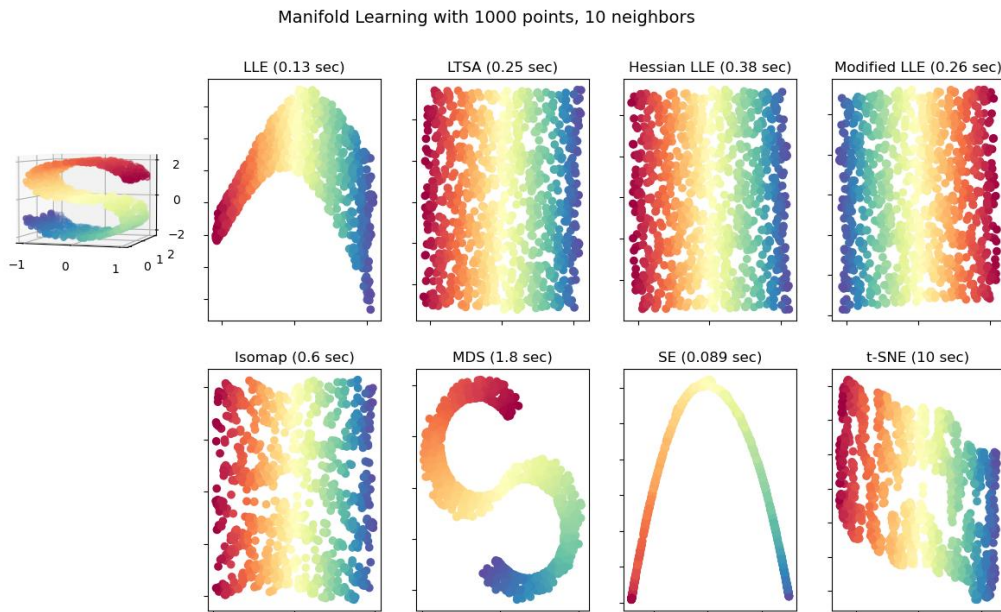 Manifold Learning with 1000 points, 10 neighbors
LLE (0.13 sec)
LTSA (0.25 sec)
Hessian LLE (0.38 sec)
Modified LLE (0.26 sec)
2
0
−2
−1
0
1
0
1
2
Isomap (0.6 sec)
MDS (1.8 sec)
SE (0.089 sec)
t-SNE (10 sec)